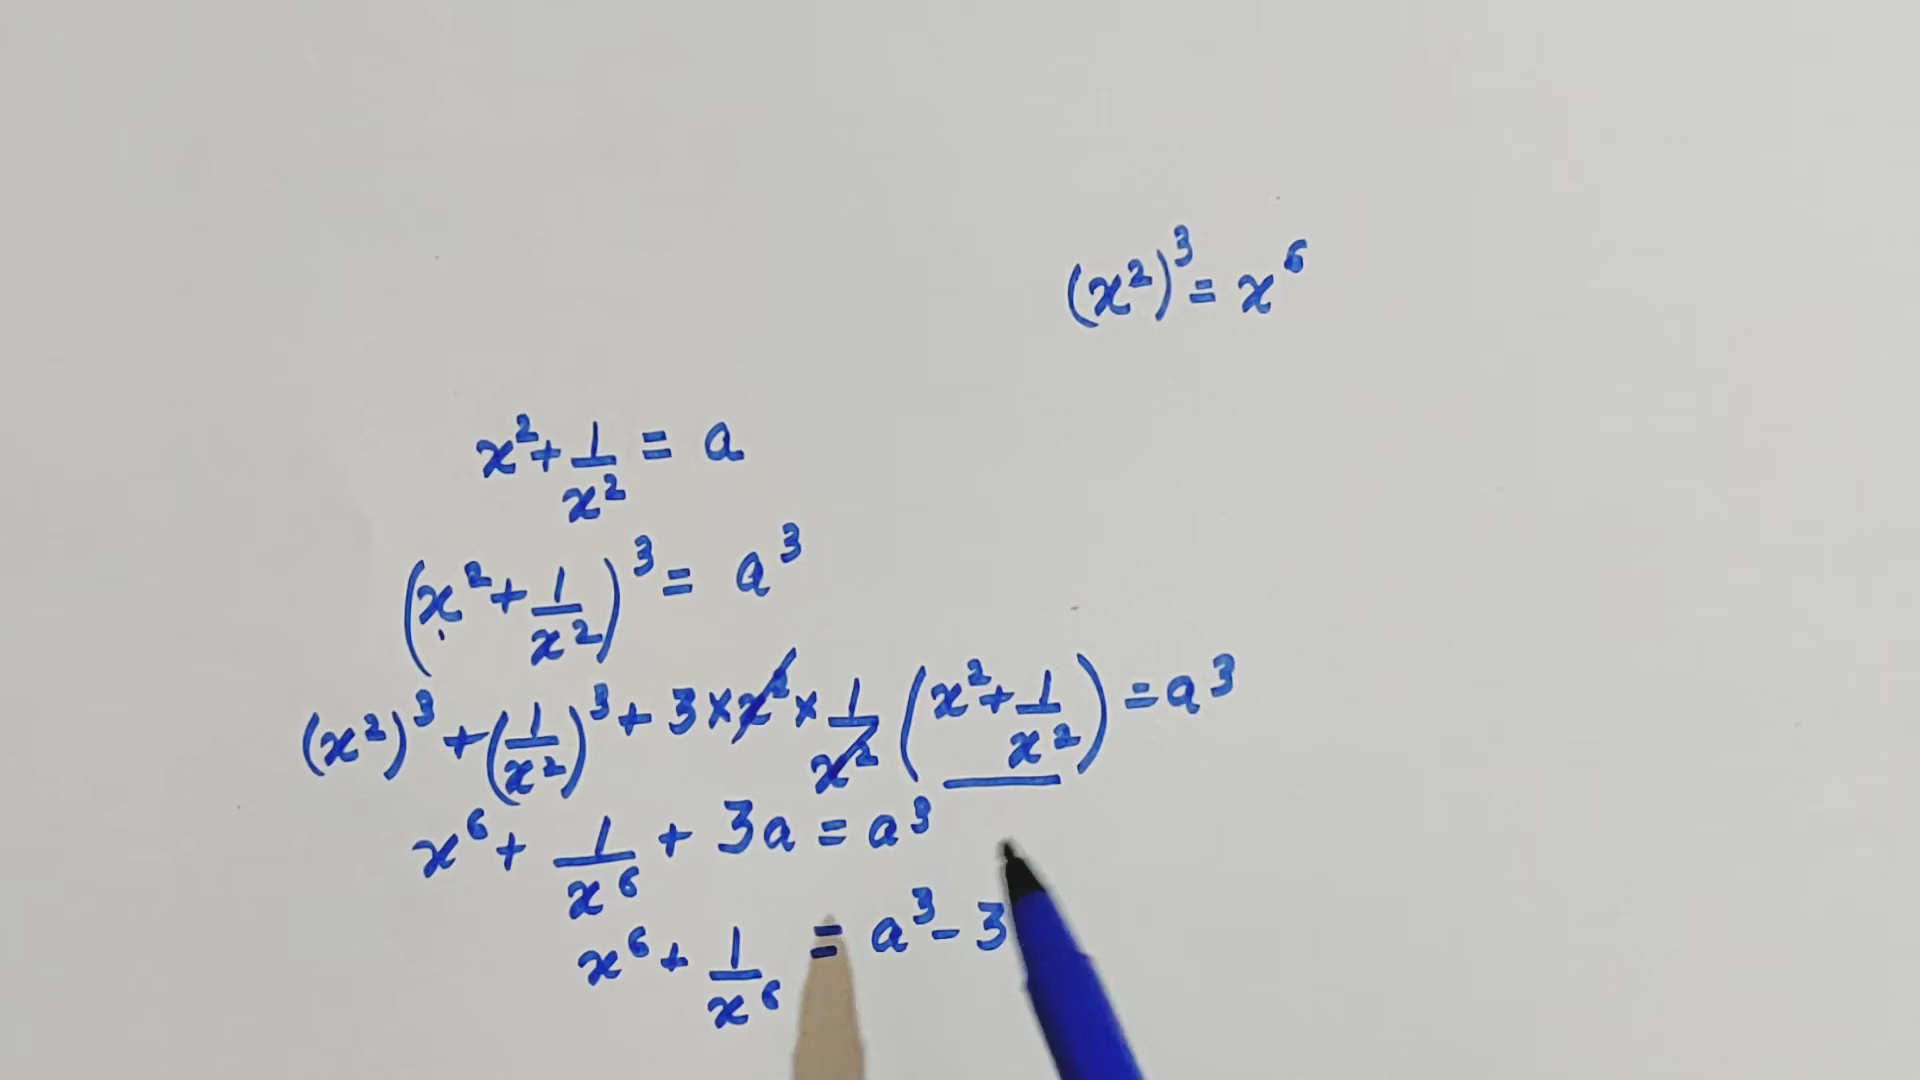 (x²)³ = x⁶
x² + 1/x² = a
(x² + 1/x²)³ = a³
(x²)³ + (1/x²)³ + 3 × x² × 1/x² (x² + 1/x²) = a³
x⁶ + 1/x⁶ + 3a = a³
x⁶ + 1/x⁶ = a³ - 3